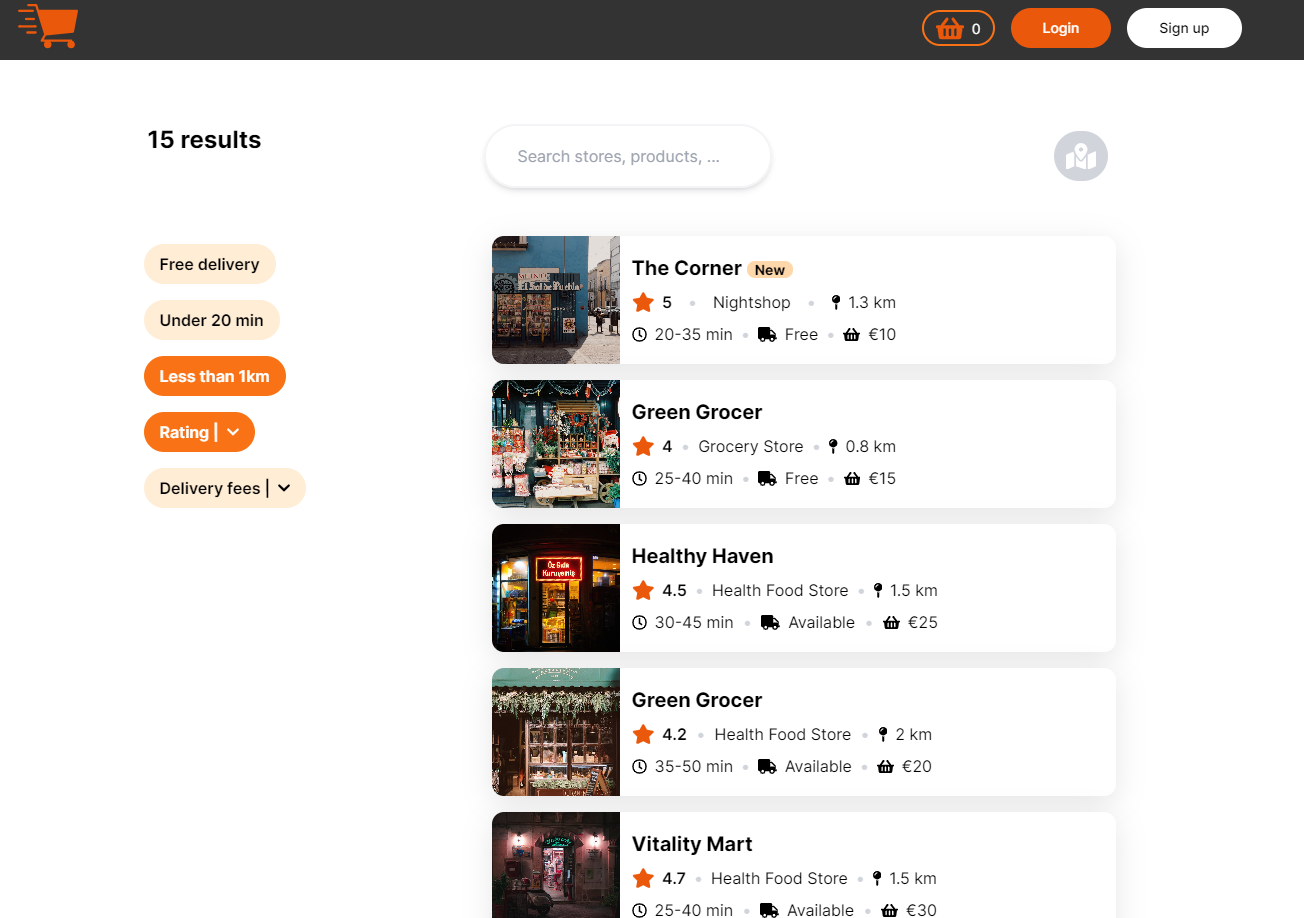 0
Login
Sign up
15 results
Search stores, products, ...
Free delivery
Under 20 min
Less than 1km
Rating |
Delivery fees |
The Corner New
5 • Nightshop • 1.3 km
20-35 min • Free • €10
Green Grocer
4 • Grocery Store • 0.8 km
25-40 min • Free • €15
Öz Gıda
Kuruyemiş
Healthy Haven
4.5 • Health Food Store • 1.5 km
30-45 min • Available • €25
Green Grocer
4.2 • Health Food Store • 2 km
35-50 min • Available • €20
Vitality Mart
4.7 • Health Food Store • 1.5 km
25-40 min • Available • €30